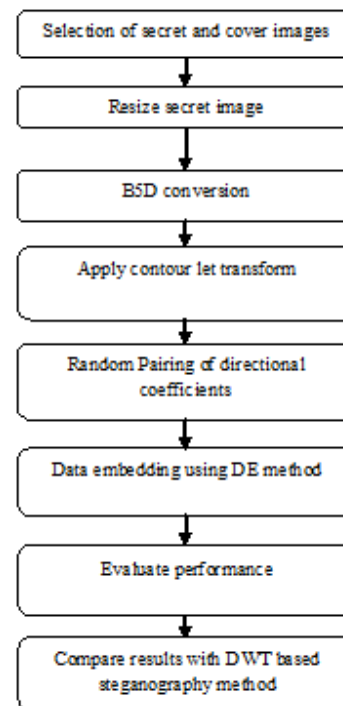 Selection of secret and cover images
Resize secret image
B5D conversion
Apply contour let transform
Random Pairing of directional
coefficients
Data embedding using DE method
Evaluate performance
Compare results with DWT based
steganography method